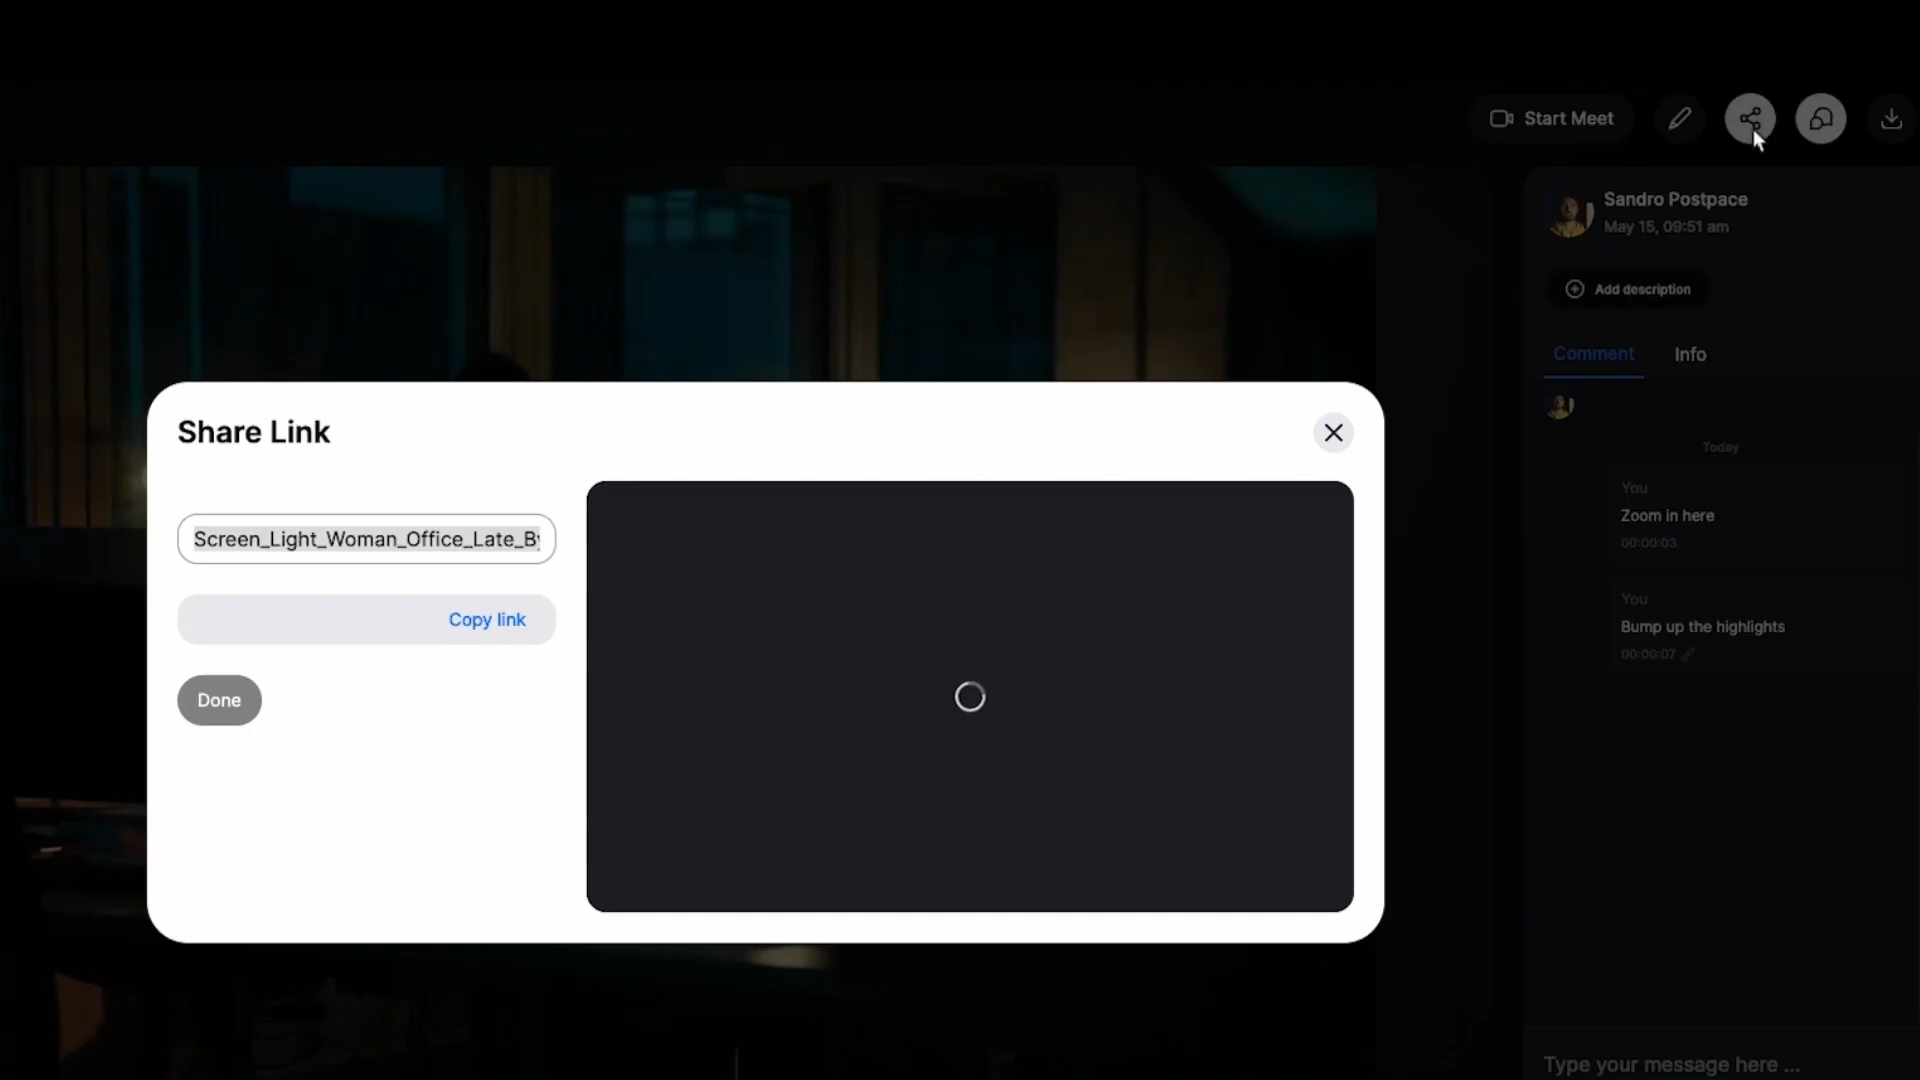 Start Meet
Sandro Postpace
May 15, 09:51 am
Add description
Comment Info
Today
You
Zoom in here
00:00:03
You
Bump up the highlights
00:00:07
Type your message here ...
Share Link
Screen_Light_Woman_Office_Late_By
Copy link
Done